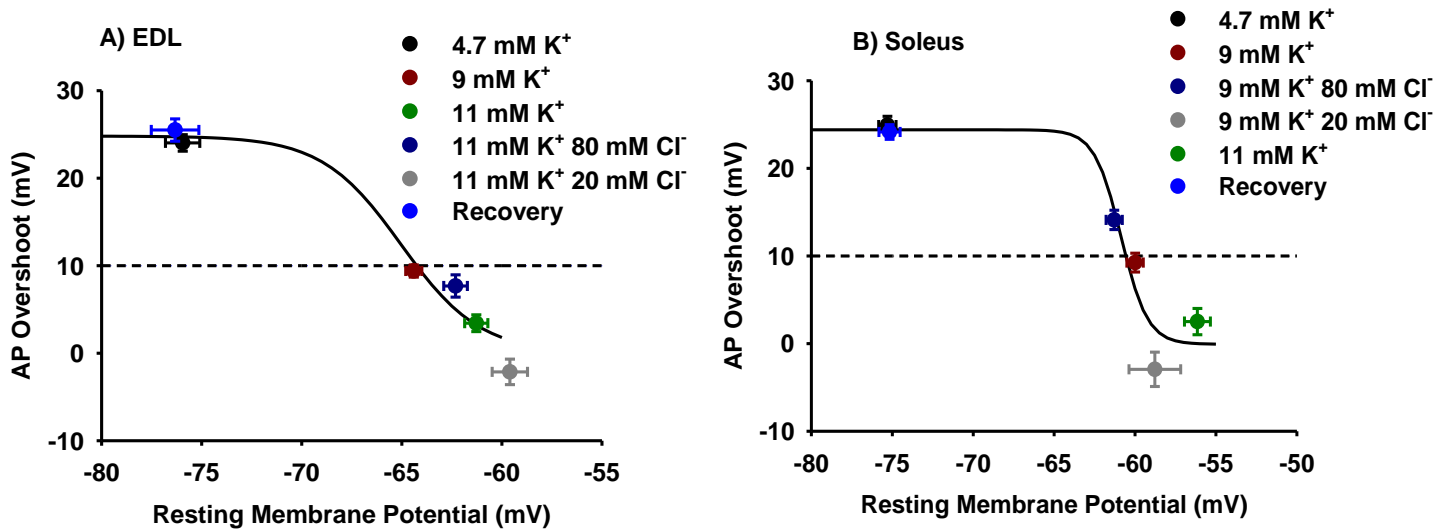 A) EDL
4.7 mM K⁺
9 mM K⁺
11 mM K⁺
11 mM K⁺ 80 mM Cl⁻
11 mM K⁺ 20 mM Cl⁻
Recovery
AP Overshoot (mV)
30
20
10
0
-10
-80
-75
-70
-65
-60
-55
Resting Membrane Potential (mV)
B) Soleus
4.7 mM K⁺
9 mM K⁺
9 mM K⁺ 80 mM Cl⁻
9 mM K⁺ 20 mM Cl⁻
11 mM K⁺
Recovery
AP Overshoot (mV)
30
20
10
0
-10
-80
-75
-70
-65
-60
-55
-50
Resting Membrane Potential (mV)